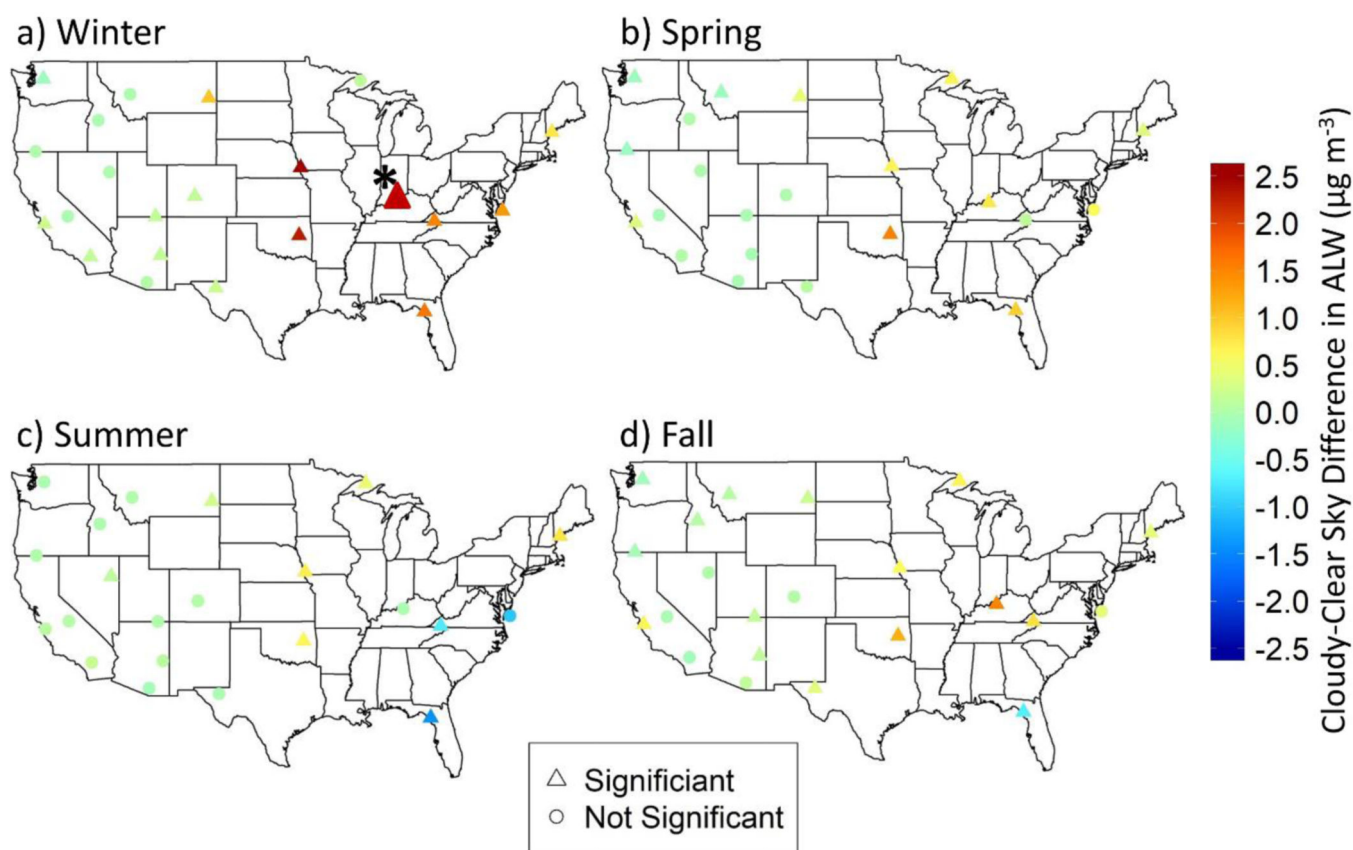 a) Winter
b) Spring
*
c) Summer
d) Fall
2.5
2.0
1.5
1.0
0.5
0.0
-0.5
-1.0
-1.5
-2.0
-2.5
Cloudy-Clear Sky Difference in ALW (µg m⁻³)
Significiant
Not Significant